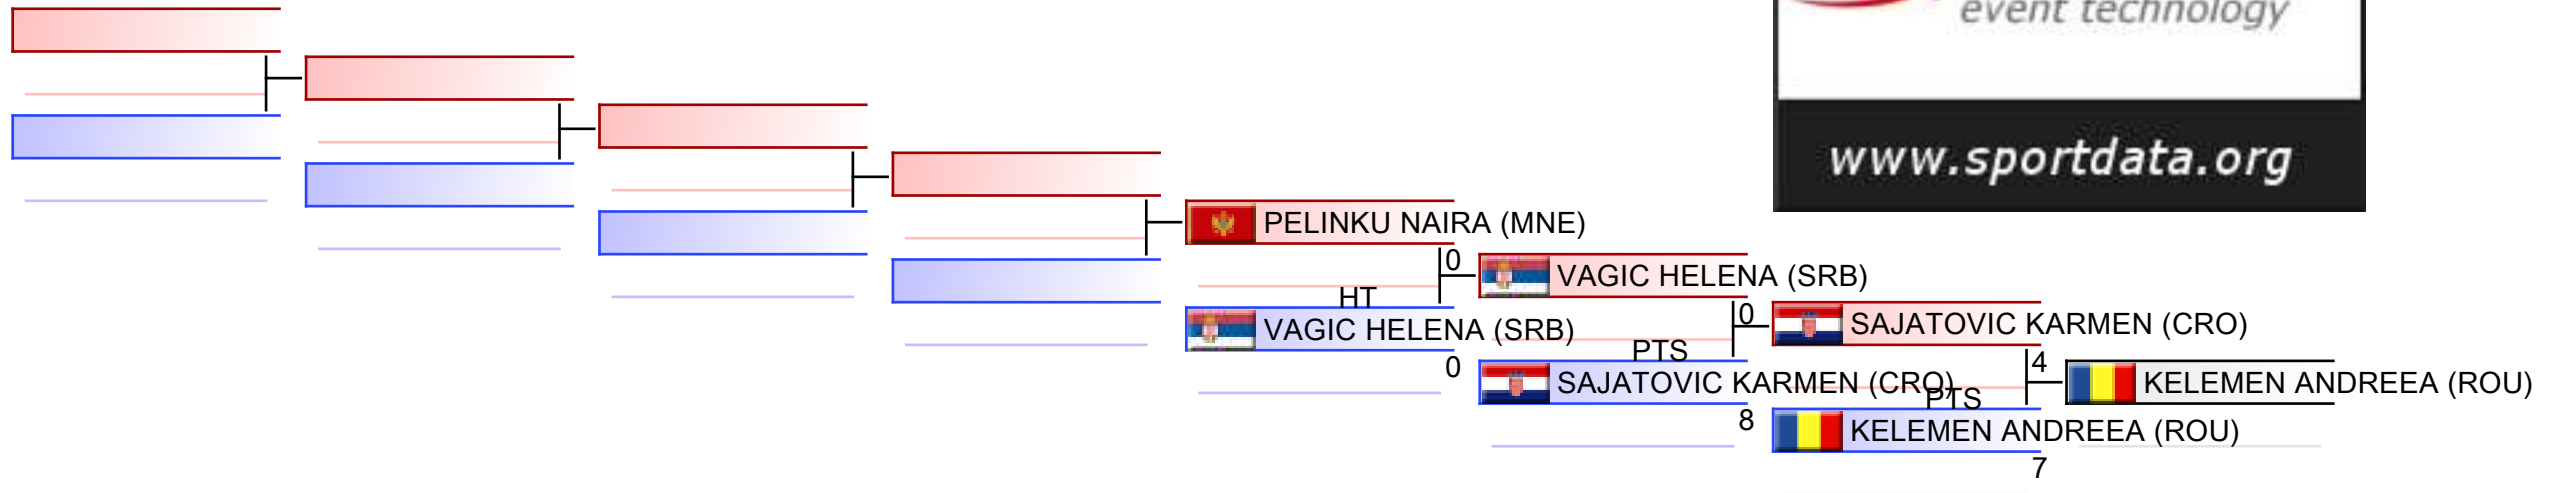 event technology
www.sportdata.org
PELINKU NAIRA (MNE)
0
HT
VAGIC HELENA (SRB)
0
VAGIC HELENA (SRB)
0
PTS
SAJATOVIC KARMEN (CRO)
8
SAJATOVIC KARMEN (CRO)
4
PTS
KELEMEN ANDREEA (ROU)
7
KELEMEN ANDREEA (ROU)